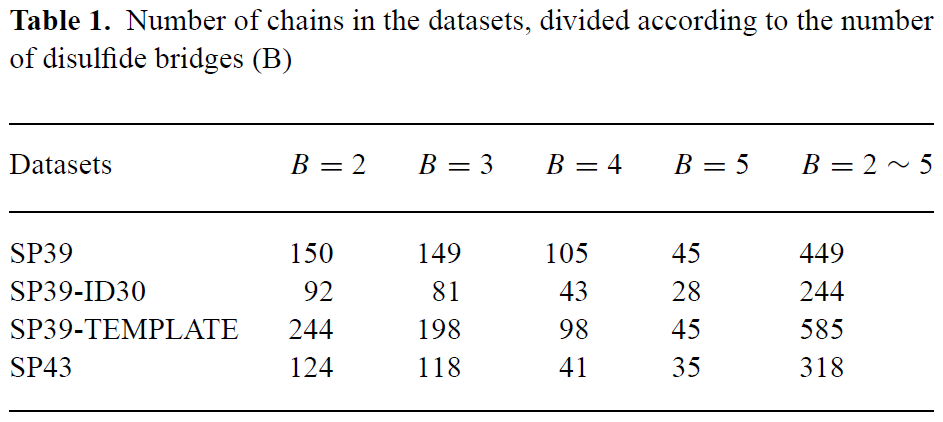 Table 1. Number of chains in the datasets, divided according to the number
of disulfide bridges (B)
Datasets B = 2 B = 3 B = 4 B = 5 B = 2 ∼ 5
SP39 150 149 105 45 449
SP39-ID30 92 81 43 28 244
SP39-TEMPLATE 244 198 98 45 585
SP43 124 118 41 35 318